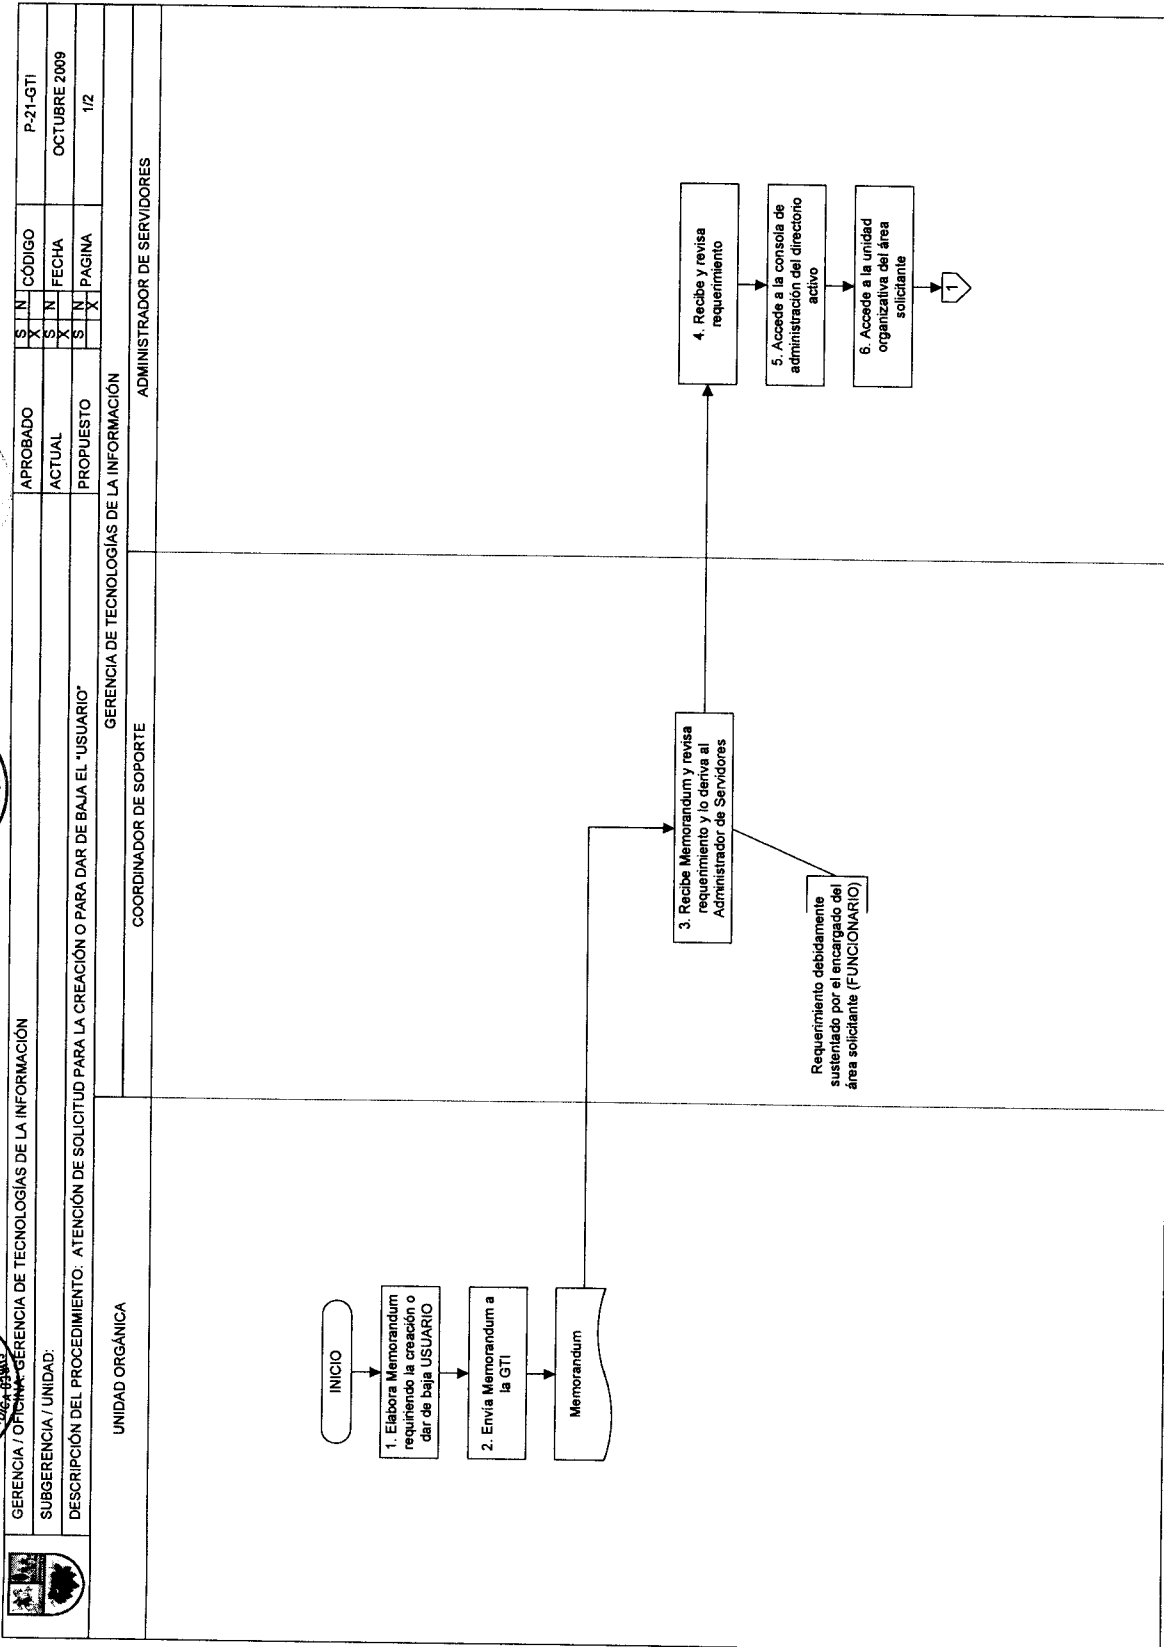 GERENCIA / OFICINA: GERENCIA DE TECNOLOGÍAS DE LA INFORMACIÓN
APROBADO
S N
X
CÓDIGO
P-21-GTI
SUBGERENCIA / UNIDAD:
ACTUAL
S N
X
FECHA
OCTUBRE 2009
DESCRIPCIÓN DEL PROCEDIMIENTO: ATENCIÓN DE SOLICITUD PARA LA CREACIÓN O PARA DAR DE BAJA EL "USUARIO"
PROPUESTO
S N
X
PAGINA
1/2
UNIDAD ORGÁNICA
GERENCIA DE TECNOLOGÍAS DE LA INFORMACIÓN
COORDINADOR DE SOPORTE
ADMINISTRADOR DE SERVIDORES
INICIO
1. Elabora Memorandum
requiriendo la creación o
dar de baja USUARIO
2. Envía Memorandum a
la GTI
Memorandum
3. Recibe Memorandum y revisa
requerimiento y lo deriva al
Administrador de Servidores
Requerimiento debidamente
sustentado por el encargado del
área solicitante (FUNCIONARIO)
4. Recibe y revisa
requerimiento
5. Accede a la consola de
administración del directorio
activo
6. Accede a la unidad
organizativa del área
solicitante
1